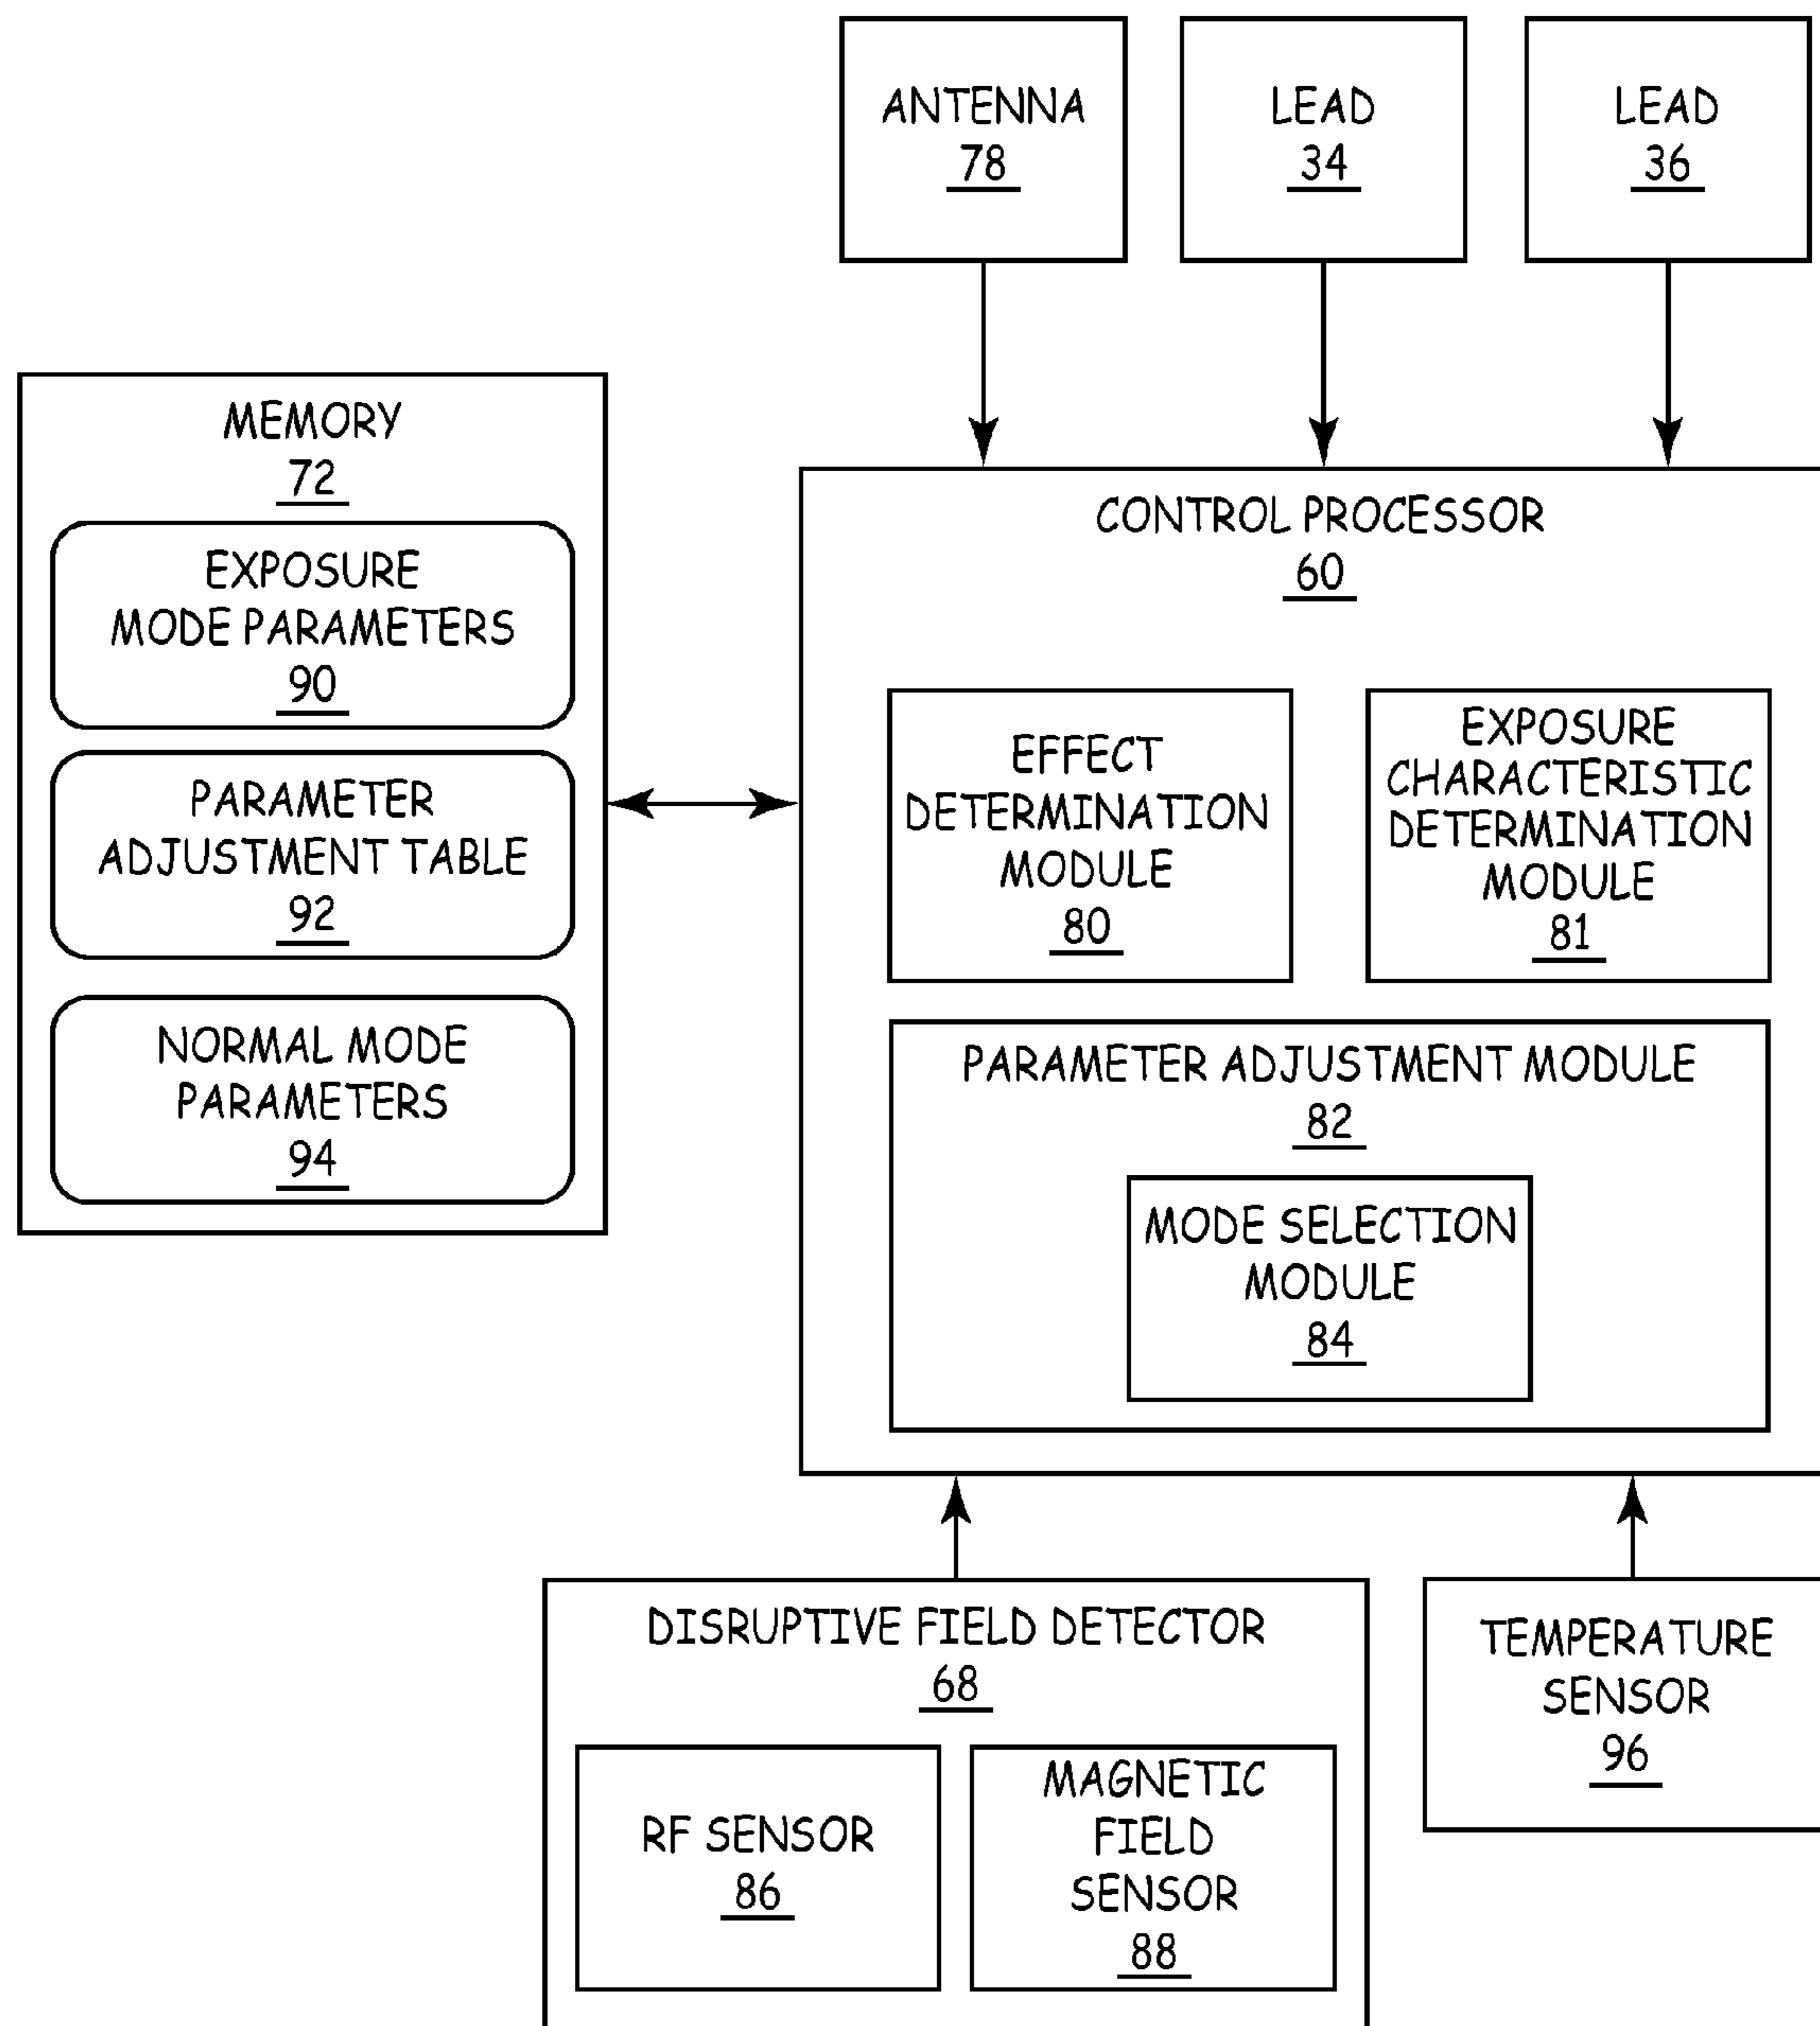 ANTENNA
78
LEAD
34
LEAD
36
MEMORY
72
EXPOSURE
MODE PARAMETERS
90
PARAMETER
ADJUSTMENT TABLE
92
NORMAL MODE
PARAMETERS
94
CONTROL PROCESSOR
60
EFFECT
DETERMINATION
MODULE
80
EXPOSURE
CHARACTERISTIC
DETERMINATION
MODULE
81
PARAMETER ADJUSTMENT MODULE
82
MODE SELECTION
MODULE
84
DISRUPTIVE FIELD DETECTOR
68
RF SENSOR
86
MAGNETIC
FIELD
SENSOR
88
TEMPERATURE
SENSOR
96